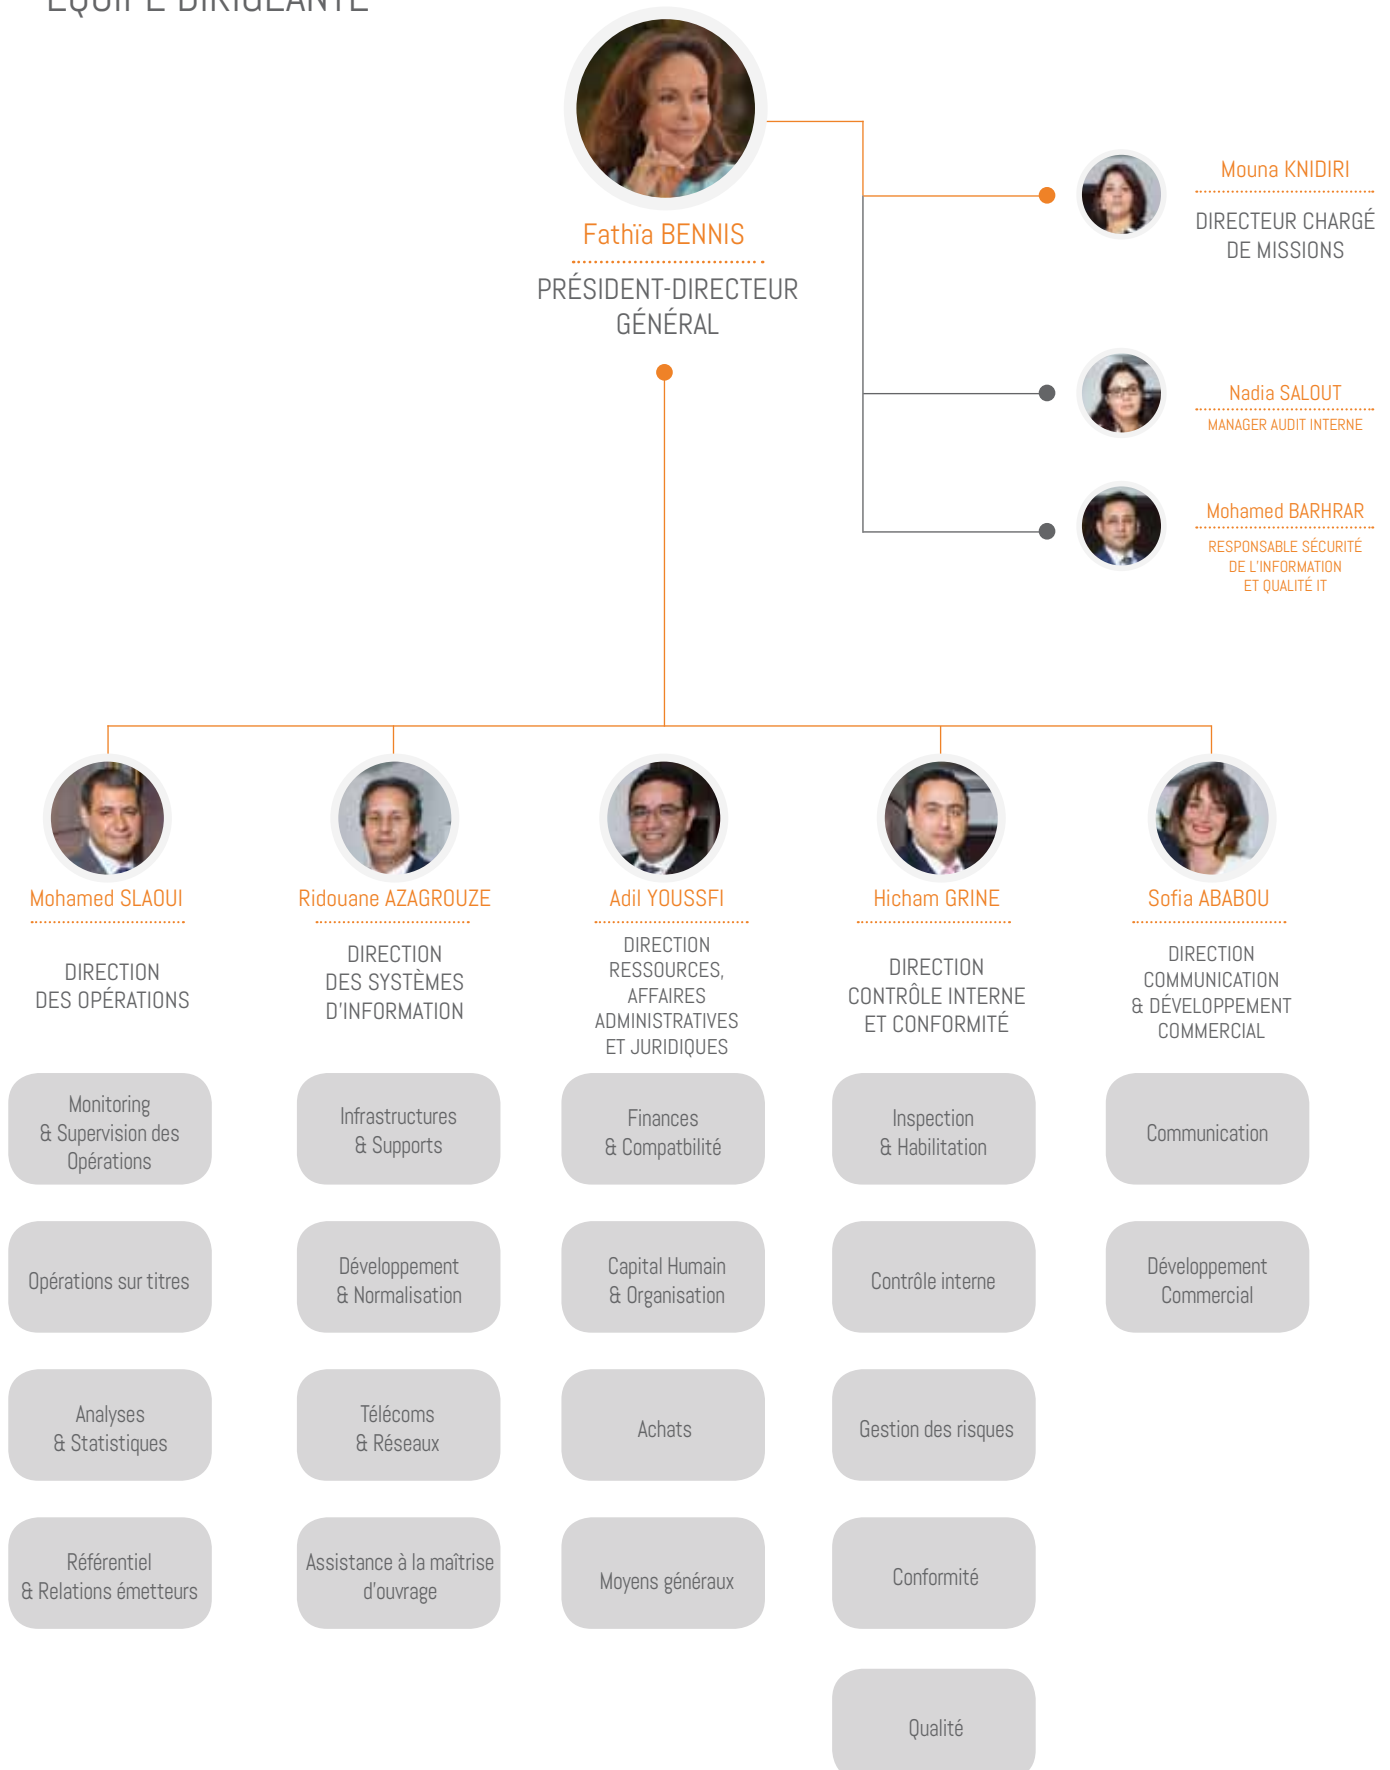 ÉQUIPE DIRIGEANTE
Fathïa BENNIS
PRÉSIDENT-DIRECTEUR
GÉNÉRAL
Mouna KNIDIRI
DIRECTEUR CHARGÉ
DE MISSIONS
Nadia SALOUT
MANAGER AUDIT INTERNE
Mohamed BARHRAR
RESPONSABLE SÉCURITÉ
DE L'INFORMATION
ET QUALITÉ IT
Mohamed SLAOUI
DIRECTION
DES OPÉRATIONS
Monitoring
& Supervision des
Opérations
Opérations sur titres
Analyses
& Statistiques
Référentiel
& Relations émetteurs
Ridouane AZAGROUZE
DIRECTION
DES SYSTÈMES
D'INFORMATION
Infrastructures
& Supports
Développement
& Normalisation
Télécoms
& Réseaux
Assistance à la maîtrise
d'ouvrage
Adil YOUSSFI
DIRECTION
RESSOURCES,
AFFAIRES
ADMINISTRATIVES
ET JURIDIQUES
Finances
& Compatbilité
Capital Humain
& Organisation
Achats
Moyens généraux
Hicham GRINE
DIRECTION
CONTRÔLE INTERNE
ET CONFORMITÉ
Inspection
& Habilitation
Contrôle interne
Gestion des risques
Conformité
Qualité
Sofia ABABOU
DIRECTION
COMMUNICATION
& DÉVELOPPEMENT
COMMERCIAL
Communication
Développement
Commercial